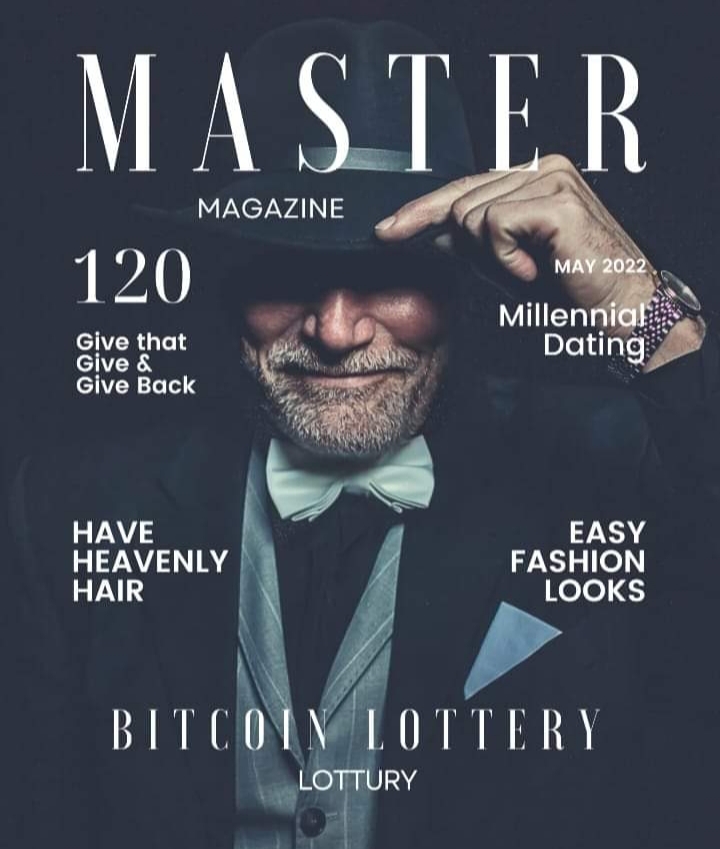 MASTER
MAGAZINE
120
Give that
Give &
Give Back
MAY 2022
Millennial
Dating
HAVE
HEAVENLY
HAIR
EASY
FASHION
LOOKS
BITCOIN LOTTERY
LOTTURY